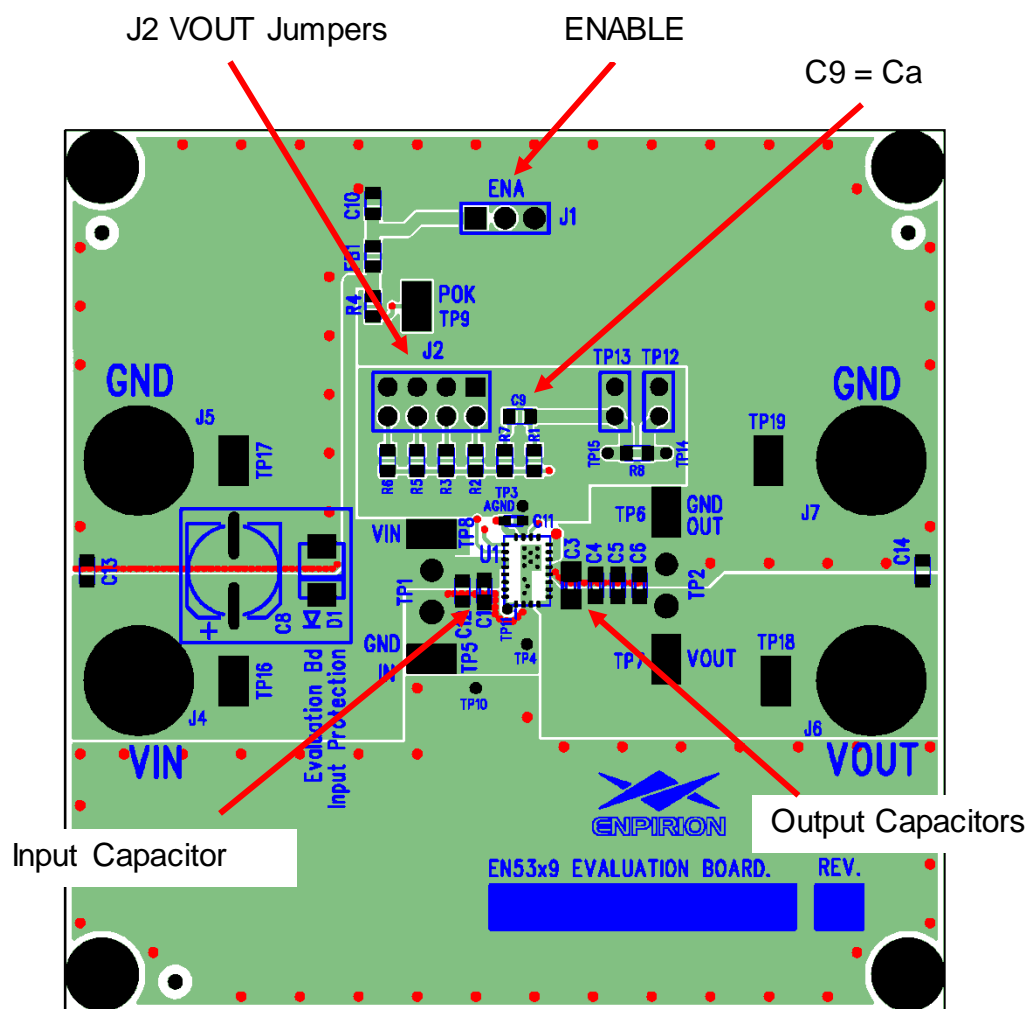 J2 VOUT Jumpers
ENABLE
C9 = Ca
ENA
J1
C10
FB1
R4
POK
TP9
J2
TP13
TP12
GND
J5
TP17
C9
R7
R1
R6
R5
R3
R2
TP15
R8
TP14
TP19
GND
J7
TP3
AGND
C11
VIN
TP8
U1
TP6
GND
OUT
C13
C8
+
D1
TP1
C12
C1
TP11
C3
C4
C5
C6
TP2
C14
GND
IN
TP5
TP4
TP10
TP7
VOUT
TP18
TP16
J4
VIN
Evaluation Bd
Input Protection
J6
VOUT
ENPIRION
Input Capacitor
Output Capacitors
EN53x9 EVALUATION BOARD.
REV.